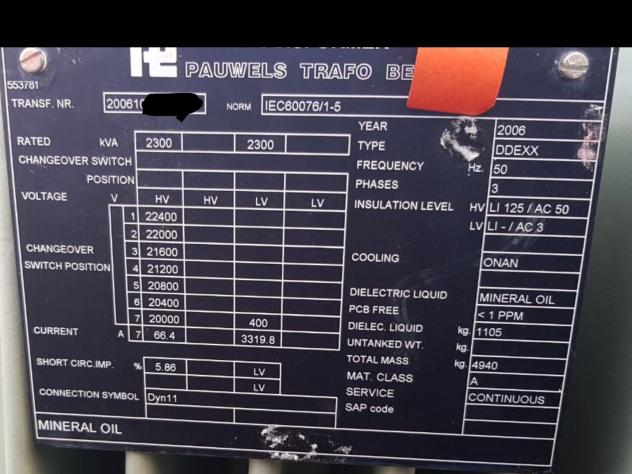 PAUWELS TRAFO BE
553781
TRANSF. NR. 20061 NORM IEC60076/1-5
RATED kVA 2300 2300
CHANGEOVER SWITCH
POSITION
VOLTAGE V HV HV LV LV
1 22400
2 22000
CHANGEOVER 3 21600
SWITCH POSITION 4 21200
5 20800
6 20400
7 20000 400
CURRENT A 7 66.4 3319.8
SHORT CIRC.IMP. % 5.86 LV
LV
CONNECTION SYMBOL Dyn11
MINERAL OIL
YEAR 2006
TYPE DDEXX
FREQUENCY Hz. 50
PHASES 3
INSULATION LEVEL HV LI 125 / AC 50
LV LI - / AC 3
COOLING ONAN
DIELECTRIC LIQUID MINERAL OIL
PCB FREE < 1 PPM
DIELEC. LIQUID kg. 1105
UNTANKED WT. kg.
TOTAL MASS kg. 4940
MAT. CLASS A
SERVICE CONTINUOUS
SAP code